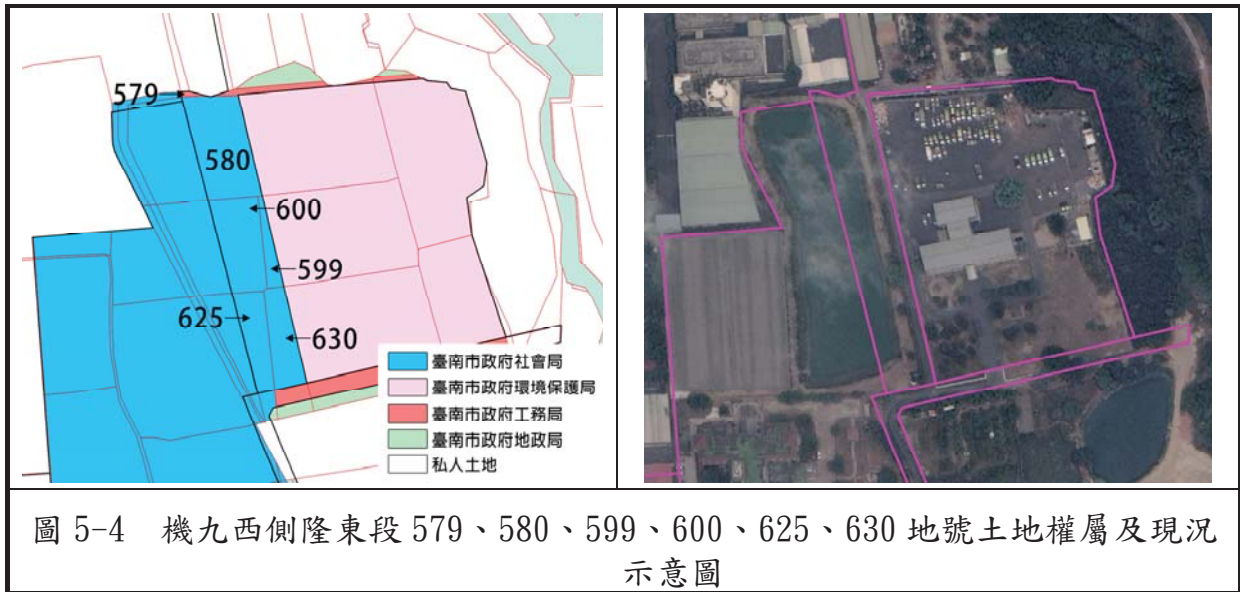 579
580
600
599
625
630
臺南市政府社會局
臺南市政府環境保護局
臺南市政府工務局
臺南市政府地政局
私人土地
圖 5-4 機九西側隆東段 579、580、599、600、625、630 地號土地權屬及現況
示意圖